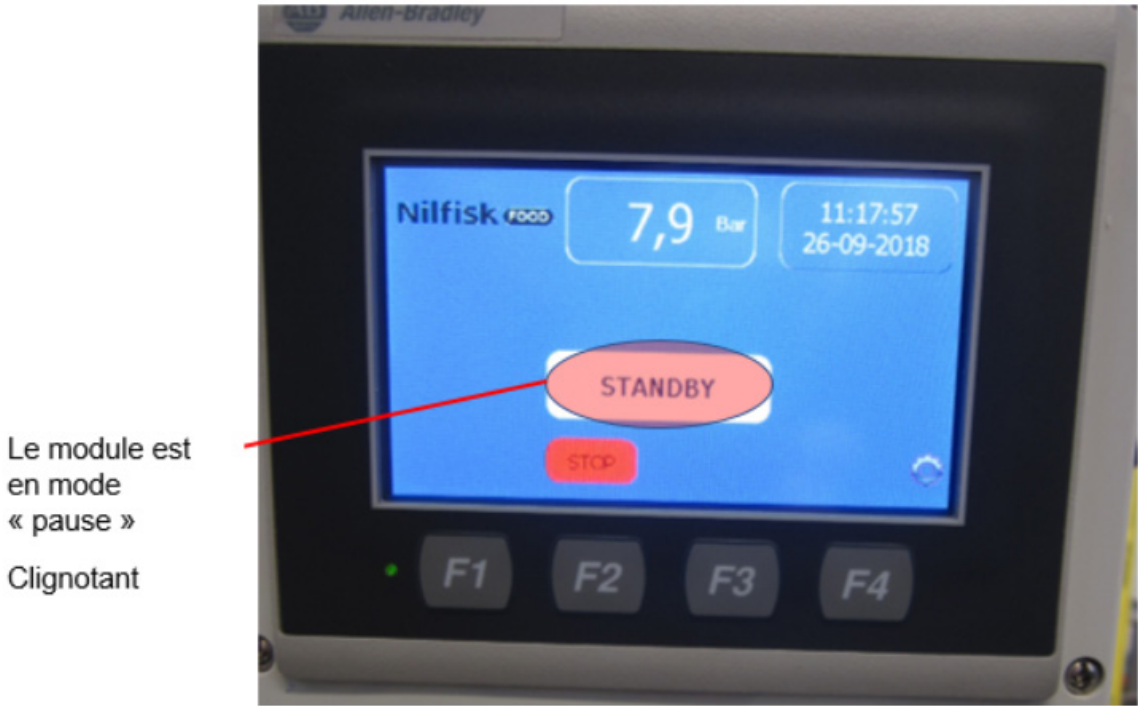 AB Allen-Bradley
Nilfisk FOOD
7,9 Bar
11:17:57
26-09-2018
STANDBY
STOP
Le module est
en mode
« pause »
Clignotant
F1 F2 F3 F4